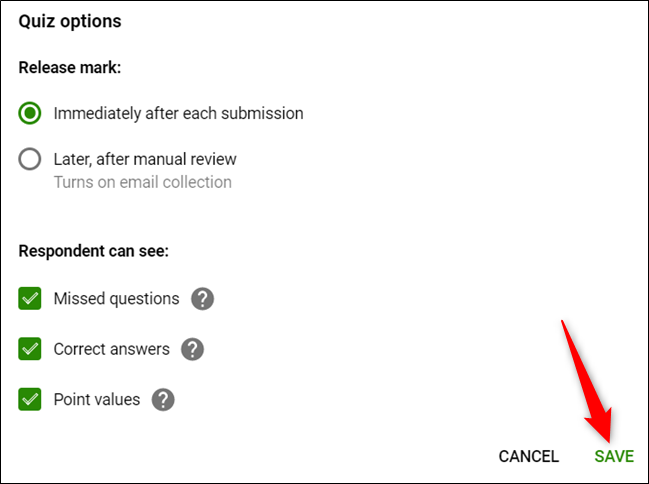 Quiz options
Release mark:
Immediately after each submission
Later, after manual review
Turns on email collection
Respondent can see:
Missed questions ?
Correct answers ?
Point values ?
CANCEL SAVE